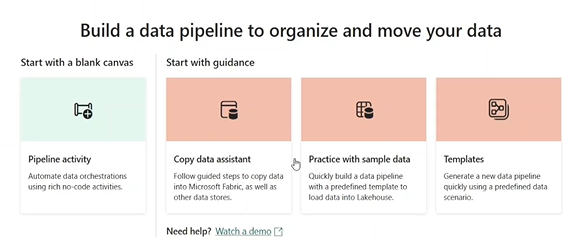 Build a data pipeline to organize and move your data
Start with a blank canvas
Start with guidance
Pipeline activity
Automate data orchestrations
using rich no-code activities.
Copy data assistant
Follow guided steps to copy data
into Microsoft Fabric, as well as
other data stores.
Practice with sample data
Quickly build a data pipeline
with a predefined template to
load data into Lakehouse.
Templates
Generate a new data pipeline
quickly using a predefined data
scenario.
Need help? Watch a demo